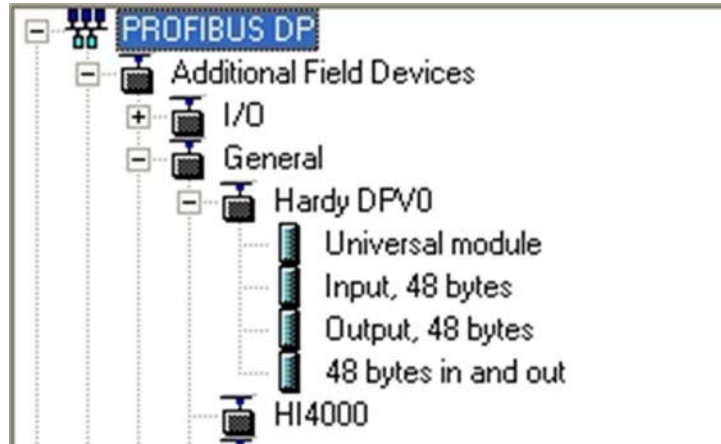 PROFIBUS DP
Additional Field Devices
I/O
General
Hardy DPV0
Universal module
Input, 48 bytes
Output, 48 bytes
48 bytes in and out
HI4000